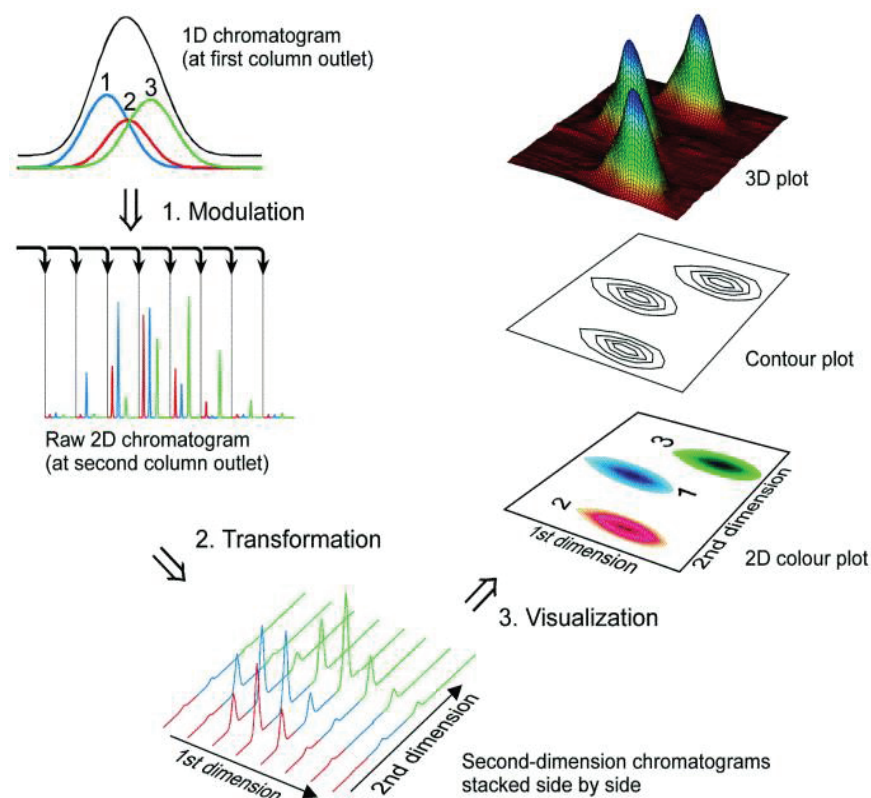 1D chromatogram
(at first column outlet)
1
2
3
1. Modulation
Raw 2D chromatogram
(at second column outlet)
2. Transformation
1st dimension
2nd dimension
Second-dimension chromatograms
stacked side by side
3. Visualization
3D plot
Contour plot
3
1
2
1st dimension
2nd dimension
2D colour plot